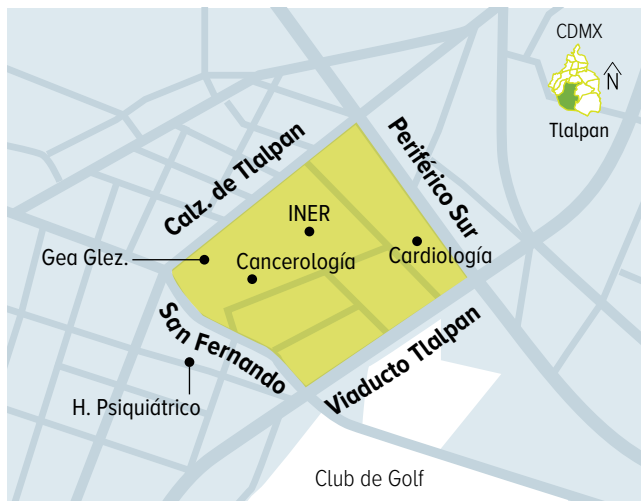 CDMX
N
Tlalpan
Calz. de Tlalpan
Periférico Sur
INER
Gea Glez.
Cancerología
Cardiología
San Fernando
Viaducto Tlalpan
H. Psiquiátrico
Club de Golf